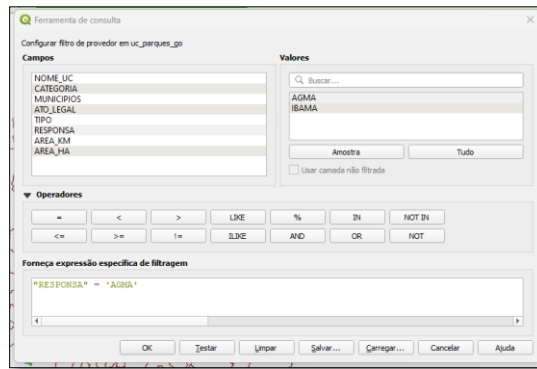 Ferramenta de consulta
Configurar filtro de provedor em uc_parques_go
Campos
Valores
NOME_UC
CATEGORIA
MUNICIPIOS
ATO_LEGAL
TIPO
RESPONSA
AREA_KM
AREA_HA
Buscar...
AGMA
IBAMA
Amostra Tudo
Usar camada não filtrada
Operadores
= < > LIKE % IN NOT IN
<= >= != ILIKE AND OR NOT
Forneça expressão específica de filtragem
"RESPONSA" = 'AGMA'
OK Testar Limpar Salvar... Carregar... Cancelar Ajuda